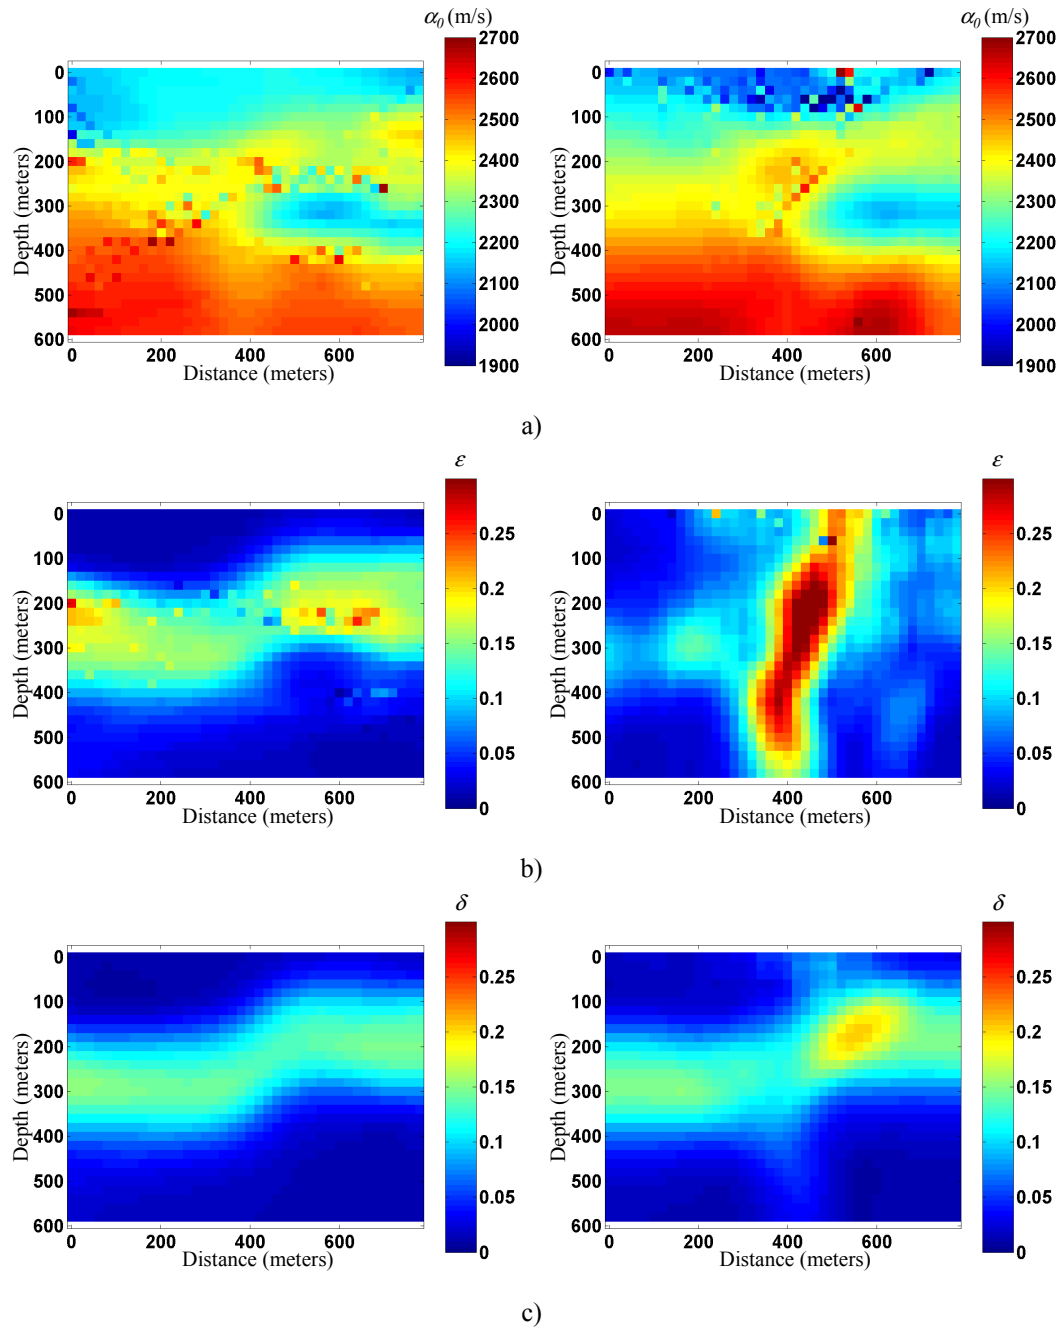 α₀ (m/s) α₀ (m/s)
2700 2700
0 0
2600 2600
100 100
2500 2500
200 200
2400 2400
300 300
2300 2300
400 400
2200 2200
500 500
2100 2100
600 600
2000 2000
0 200 400 600 0 200 400 600
1900 1900
Depth (meters) Depth (meters)
Distance (meters) Distance (meters)
a)
ε ε
0 0
0.25 0.25
100 100
0.2 0.2
200 200
300 300
0.15 0.15
400 400
0.1 0.1
500 500
0.05 0.05
600 600
0 0
0 200 400 600 0 200 400 600
Depth (meters) Depth (meters)
Distance (meters) Distance (meters)
b)
δ δ
0 0
0.25 0.25
100 100
0.2 0.2
200 200
300 300
0.15 0.15
400 400
0.1 0.1
500 500
0.05 0.05
600 600
0 0
0 200 400 600 0 200 400 600
Depth (meters) Depth (meters)
Distance (meters) Distance (meters)
c)